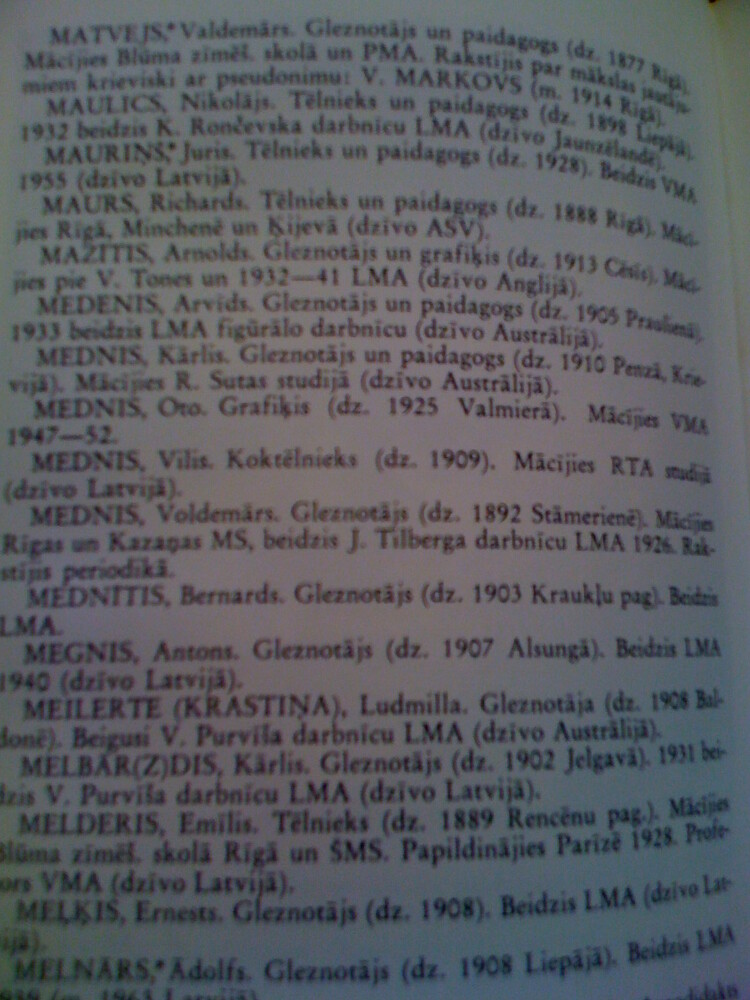 MATVEJS,* Valdemārs. Gleznotājs un paidagogs (dz. 1877 Rīgā).
Mācījies Blūma zīmēš. skolā un PMA. Rakstījis par mākslas jautāju-
miem krieviski ar pseudonimu: V. MARKOVS (m. 1914 Rīgā).
MAULICS, Nikolājs. Tēlnieks un paidagogs (dz. 1898 Liepājā).
1932 beidzis K. Rončevska darbnīcu LMA (dzīvo Jaunzēlandē).
MAURIŅŠ,* Juris. Tēlnieks un paidagogs (dz. 1928). Beidzis VMA
1955 (dzīvo Latvijā).
MAURS, Richards. Tēlnieks un paidagogs (dz. 1888 Rīgā). Mācī-
jies Rīgā, Minchenē un Ķijevā (dzīvo ASV).
MAZĪTIS, Arnolds. Gleznotājs un grafiķis (dz. 1913 Cēsīs). Mācī-
jies pie V. Tones un 1932—41 LMA (dzīvo Anglijā).
MEDENIS, Arvīds. Gleznotājs un paidagogs (dz. 1905 Praulienā).
1933 beidzis LMA figūrālo darbnīcu (dzīvo Austrālijā).
MEDNIS, Kārlis. Gleznotājs un paidagogs (dz. 1910 Penzā, Krie-
vijā). Mācījies R. Sutas studijā (dzīvo Austrālijā).
MEDNIS, Oto. Grafiķis (dz. 1925 Valmierā). Mācījies VMA
1947—52.
MEDNIS, Vilis. Koktēlnieks (dz. 1909). Mācījies RTA studijā
(dzīvo Latvijā).
MEDNIS, Voldemārs. Gleznotājs (dz. 1892 Stāmerienē). Mācījies
Rīgas un Kazaņas MS, beidzis J. Tilberga darbnīcu LMA 1926. Rak-
stījis periodikā.
MEDNĪTIS, Bernards. Gleznotājs (dz. 1903 Kraukļu pag). Beidzis
LMA.
MEGNIS, Antons. Gleznotājs (dz. 1907 Alsungā). Beidzis LMA
1940 (dzīvo Latvijā).
MEILERTE (KRASTIŅA), Ludmilla. Gleznotāja (dz. 1908 Bal-
donē). Beigusi V. Purvīša darbnīcu LMA (dzīvo Austrālijā).
MELBĀR(Z)DIS, Kārlis. Gleznotājs (dz. 1902 Jelgavā). 1931 bei-
dzis V. Purvīša darbnīcu LMA (dzīvo Latvijā).
MELDERIS, Emīlis. Tēlnieks (dz. 1889 Rencēnu pag.). Mācījies
Blūma zīmēš. skolā Rīgā un ŠMS. Papildinājies Parīzē 1928. Profe-
ors VMA (dzīvo Latvijā).
MEĻĶIS, Ernests. Gleznotājs (dz. 1908). Beidzis LMA (dzīvo Lat-
ijā).
MELNĀRS,* Ādolfs. Gleznotājs (dz. 1908 Liepājā). Beidzis LMA